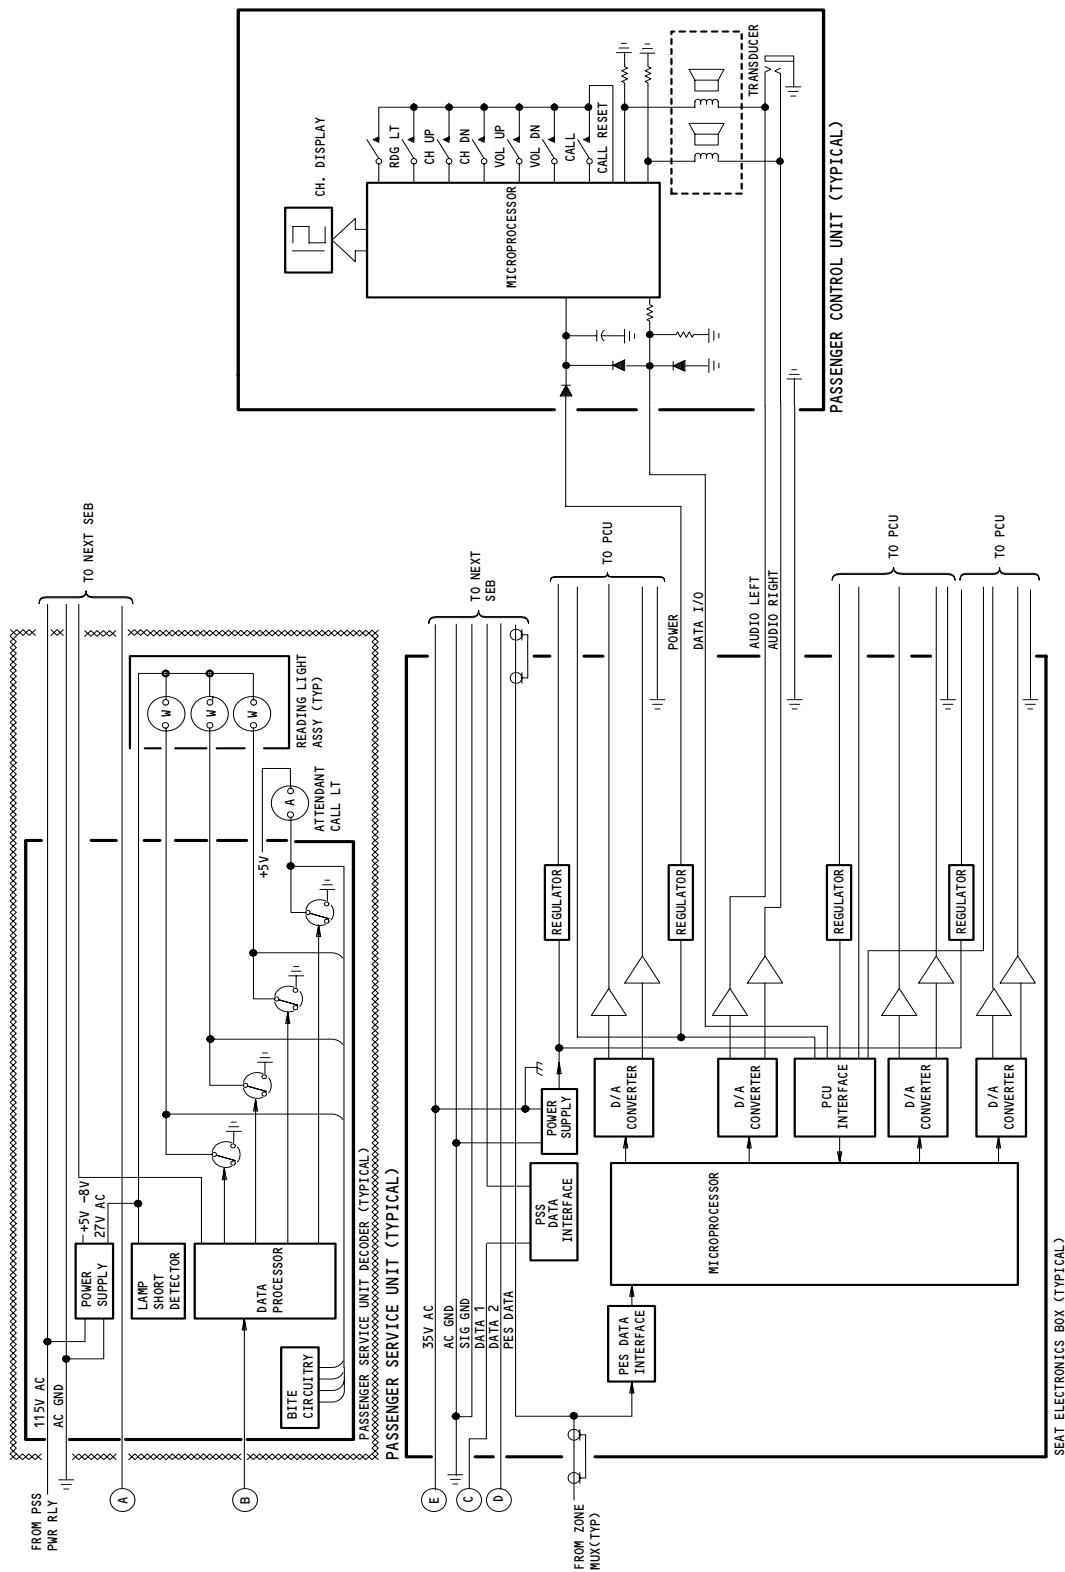 FROM PSS
PWR RLY
115V AC
AC GND
POWER
SUPPLY
+5V -8V
27V AC
LAMP
SHORT
DETECTOR
DATA
PROCESSOR
BITE
CIRCUITRY
A
B
+5V
A
ATTENDANT
CALL LT
W
W
W
READING LIGHT
ASSY (TYP)
TO NEXT SEB
PASSENGER SERVICE UNIT DECODER (TYPICAL)
PASSENGER SERVICE UNIT (TYPICAL)
E
C
D
35V AC
AC GND
SIG GND
DATA 1
DATA 2
PES DATA
FROM ZONE
MUX(TYP)
PES DATA
INTERFACE
PSS
DATA
INTERFACE
POWER
SUPPLY
MICROPROCESSOR
D/A
CONVERTER
D/A
CONVERTER
PCU
INTERFACE
D/A
CONVERTER
D/A
CONVERTER
REGULATOR
REGULATOR
REGULATOR
REGULATOR
TO NEXT
SEB
TO PCU
POWER
DATA I/O
AUDIO LEFT
AUDIO RIGHT
TO PCU
TO PCU
SEAT ELECTRONICS BOX (TYPICAL)
CH. DISPLAY
12
MICROPROCESSOR
RDG LT
CH UP
CH DN
VOL UP
VOL DN
CALL
CALL RESET
TRANSDUCER
PASSENGER CONTROL UNIT (TYPICAL)